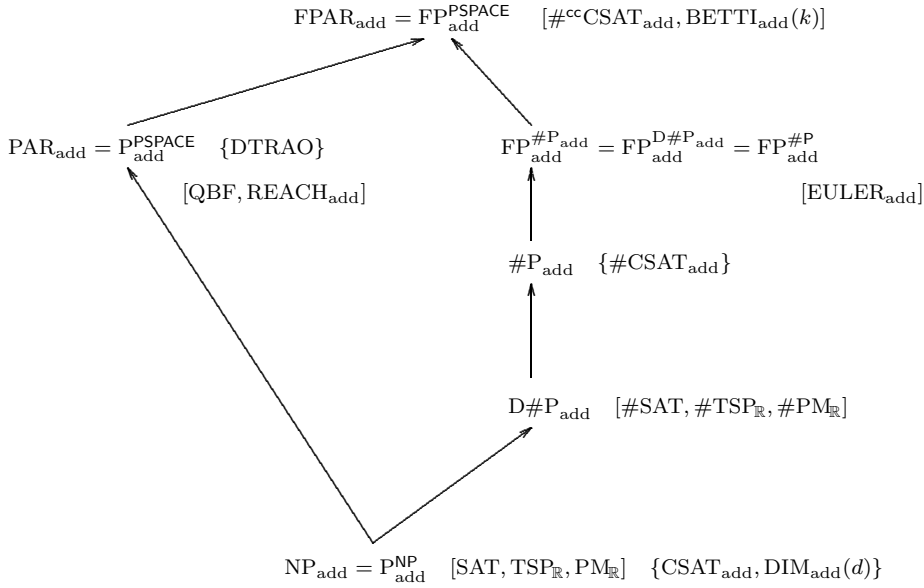 FPAR_add = FP_add^PSPACE [#^cc CSAT_add, BETTI_add(k)]
PAR_add = P_add^PSPACE {DTRAO} FP_add^#P_add = FP_add^D#P_add = FP_add^#P
[QBF, REACH_add] [EULER_add]
#P_add {#CSAT_add}
D#P_add [#SAT, #TSP_ℝ, #PM_ℝ]
NP_add = P_add^NP [SAT, TSP_ℝ, PM_ℝ] {CSAT_add, DIM_add(d)}